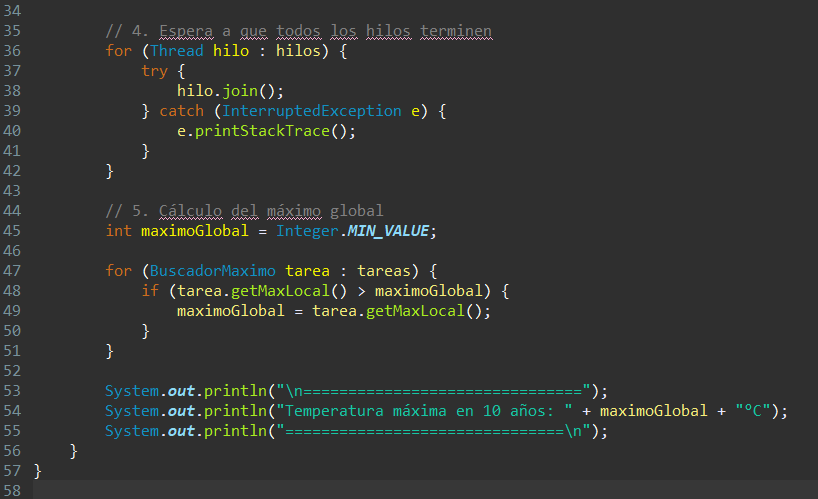 34
35 // 4. Espera a que todos los hilos terminen
36 for (Thread hilo : hilos) {
37 try {
38 hilo.join();
39 } catch (InterruptedException e) {
40 e.printStackTrace();
41 }
42 }
43
44 // 5. Cálculo del máximo global
45 int maximoGlobal = Integer.MIN_VALUE;
46
47 for (BuscadorMaximo tarea : tareas) {
48 if (tarea.getMaxLocal() > maximoGlobal) {
49 maximoGlobal = tarea.getMaxLocal();
50 }
51 }
52
53 System.out.println("\n===============================");
54 System.out.println("Temperatura máxima en 10 años: " + maximoGlobal + "ºC");
55 System.out.println("===============================\n");
56 }
57 }
58